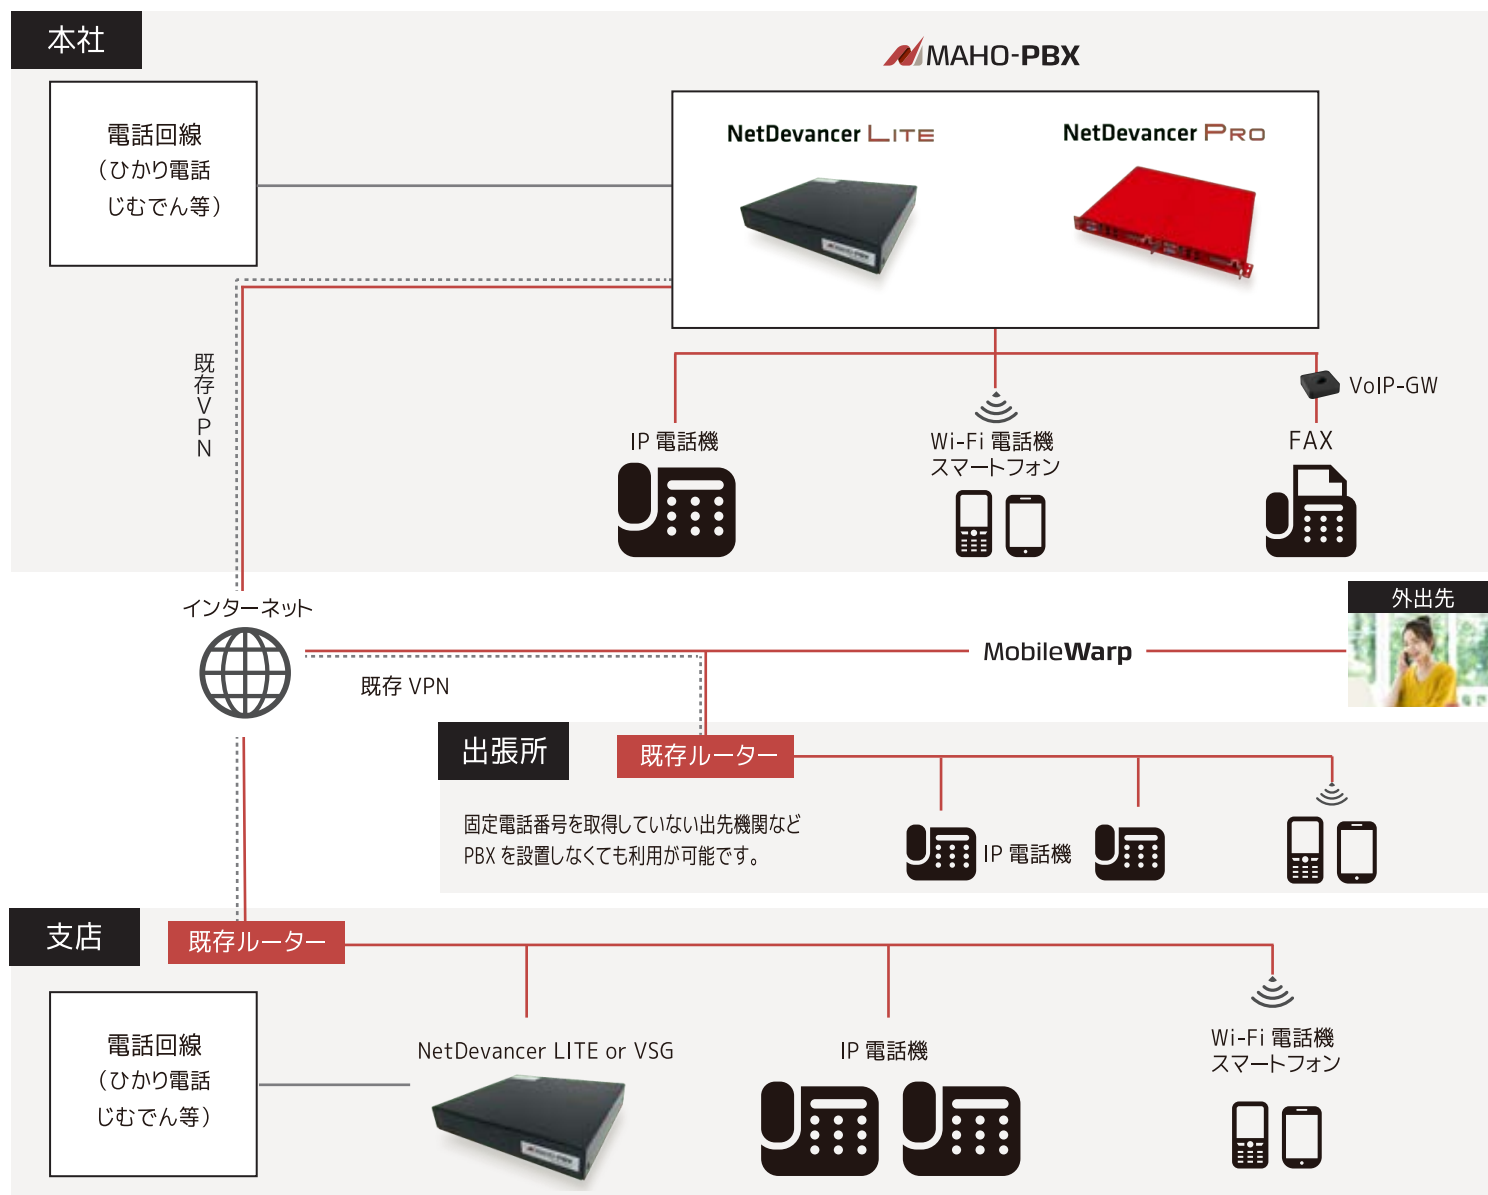 本社
MAHO-PBX
電話回線
（ひかり電話
じむでん等）
NetDevancer LITE
NetDevancer PRO
MAHO-PBX
既存VPN
VoIP-GW
IP 電話機
Wi-Fi 電話機
スマートフォン
FAX
インターネット
外出先
MobileWarp
既存 VPN
出張所
既存ルーター
固定電話番号を取得していない出先機関など
PBX を設置しなくても利用が可能です。
IP 電話機
支店
既存ルーター
電話回線
（ひかり電話
じむでん等）
NetDevancer LITE or VSG
MAHO-PBX
IP 電話機
Wi-Fi 電話機
スマートフォン